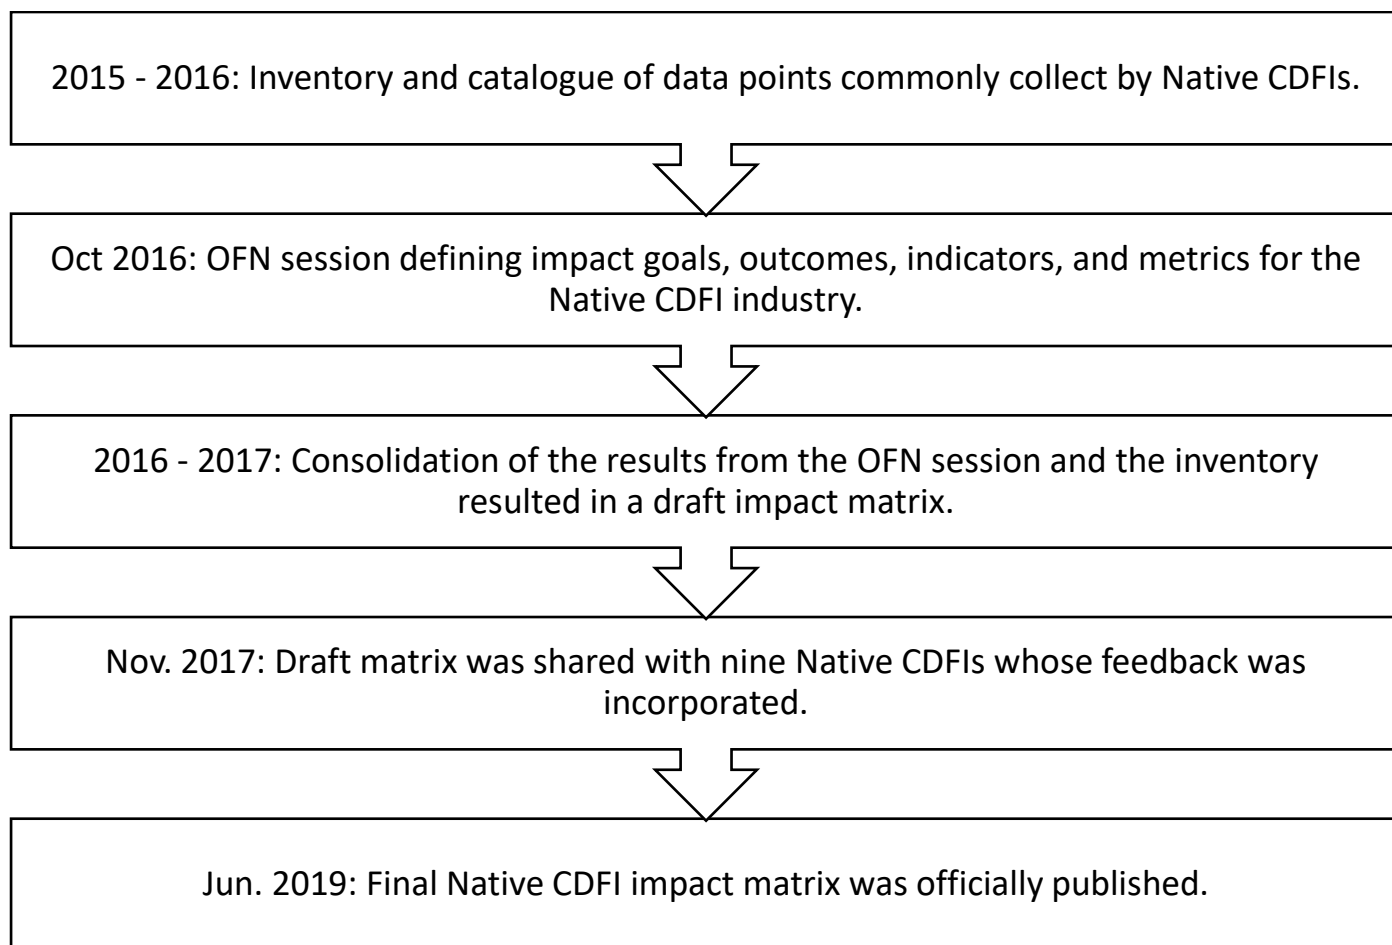 2015 - 2016: Inventory and catalogue of data points commonly collect by Native CDFIs.
Oct 2016: OFN session defining impact goals, outcomes, indicators, and metrics for the
Native CDFI industry.
2016 - 2017: Consolidation of the results from the OFN session and the inventory
resulted in a draft impact matrix.
Nov. 2017: Draft matrix was shared with nine Native CDFIs whose feedback was
incorporated.
Jun. 2019: Final Native CDFI impact matrix was officially published.